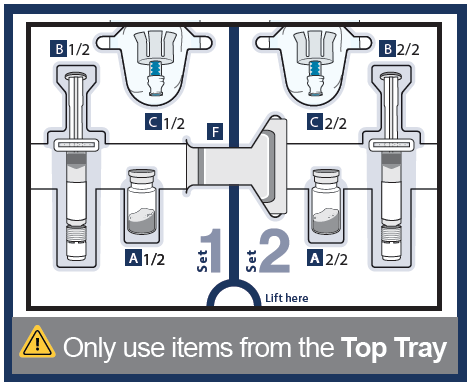 B 1/2
B 2/2
C 1/2
F
C 2/2
A 1/2
Set 1
Set 2
A 2/2
Lift here
Only use items from the Top Tray